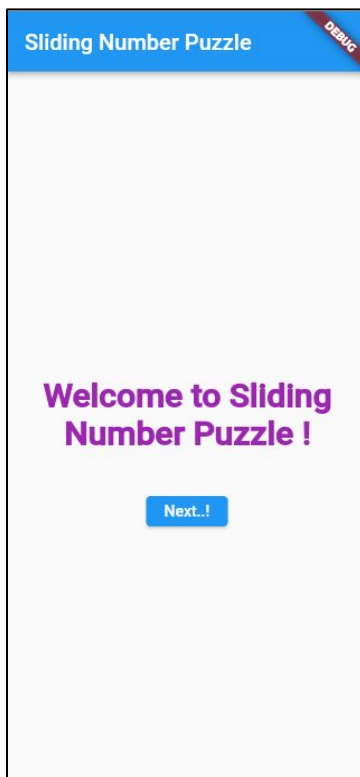 Sliding Number Puzzle
DEBUG
Welcome to Sliding
Number Puzzle !
Next..!